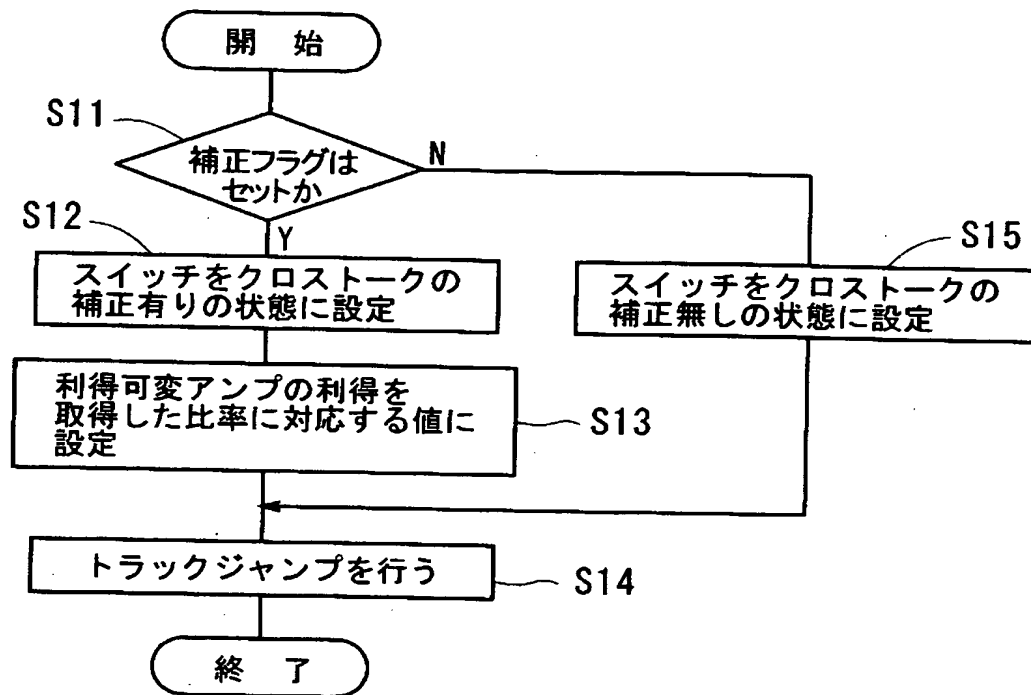 開 始
S11
補正フラグは
セットか
N
Y
S12
スイッチをクロストークの
補正有りの状態に設定
S15
スイッチをクロストークの
補正無しの状態に設定
利得可変アンプの利得を
取得した比率に対応する値に
設定
S13
トラックジャンプを行う
S14
終 了